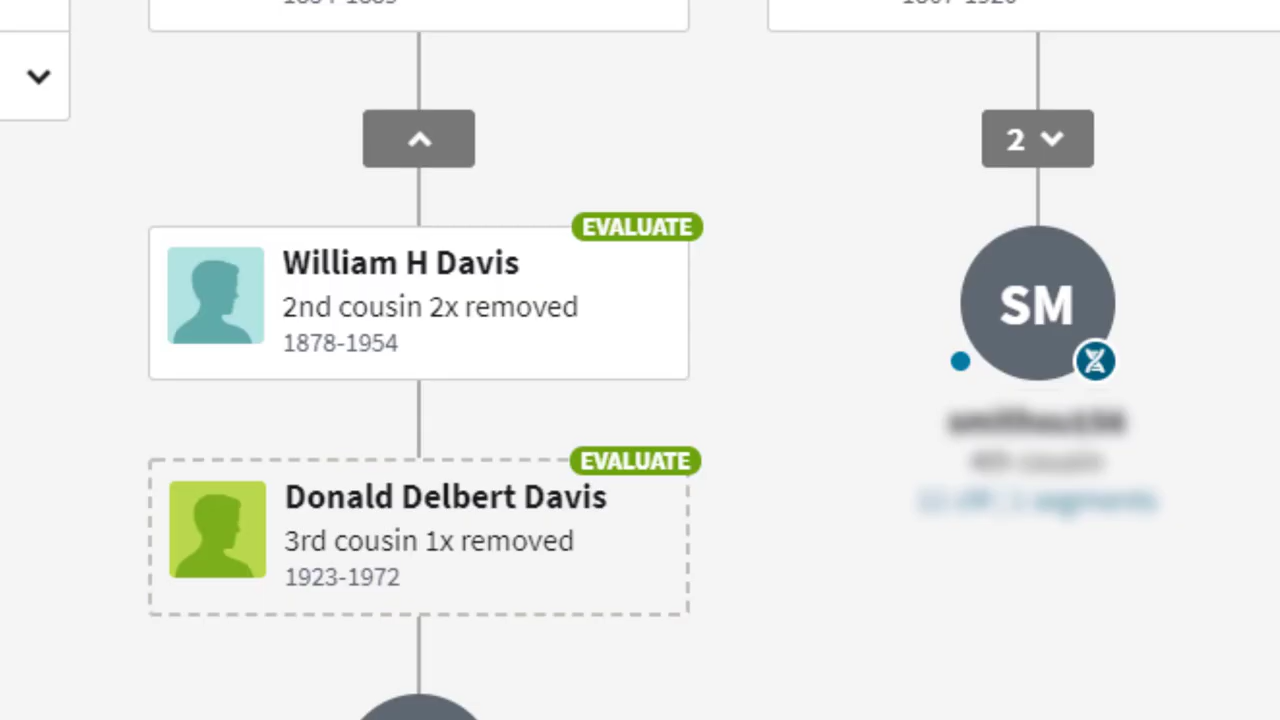 EVALUATE
William H Davis
2nd cousin 2x removed
1878-1954
EVALUATE
Donald Delbert Davis
3rd cousin 1x removed
1923-1972
2
SM